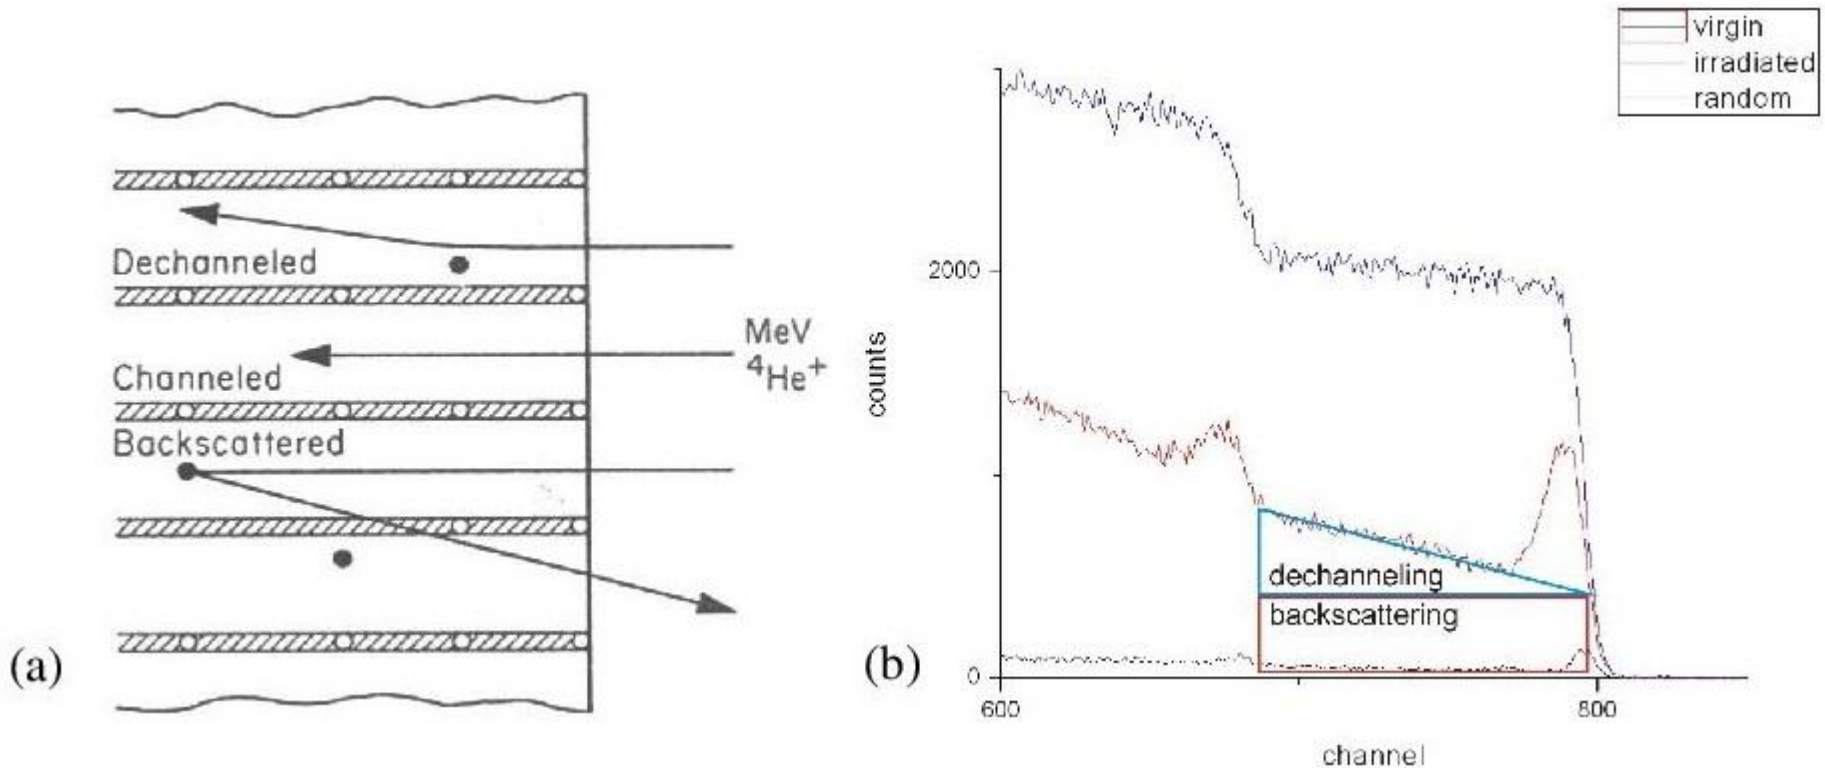 Dechanneled
Channeled
Backscattered
MeV
⁴He⁺
(a)
virgin
irradiated
random
2000
counts
dechanneling
backscattering
0
600
800
channel
(b)